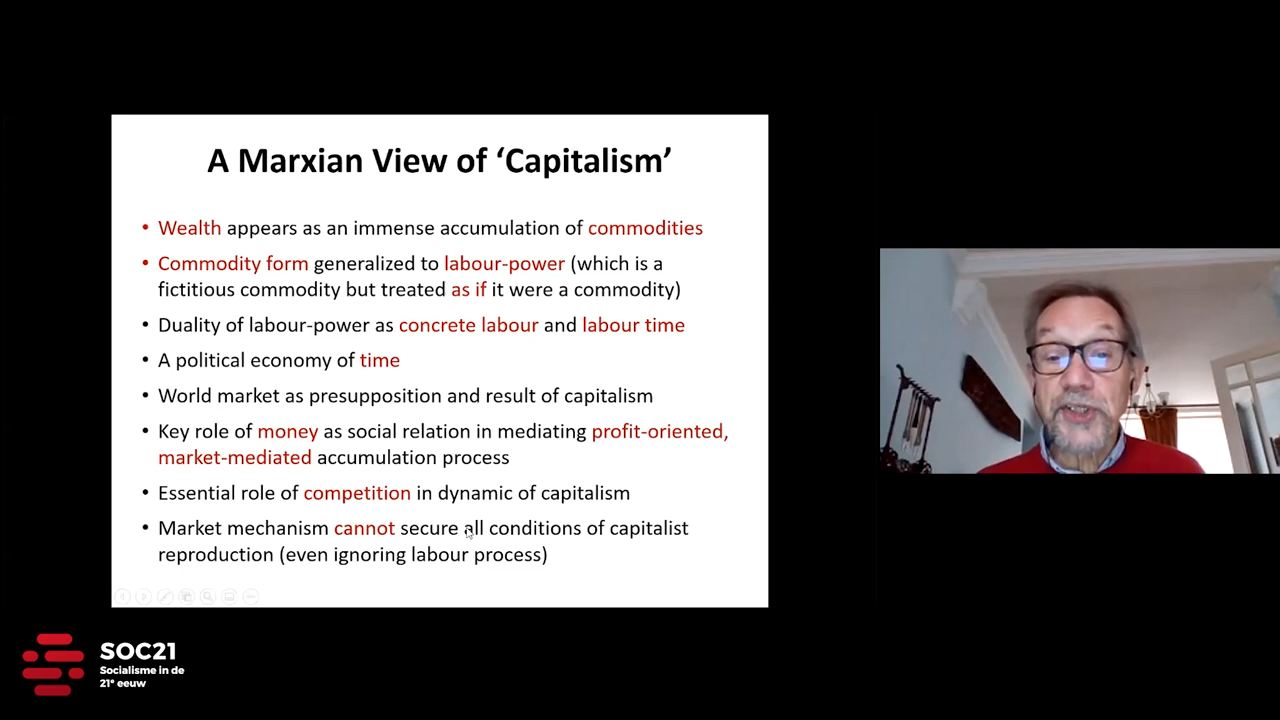 A Marxian View of ‘Capitalism’
• Wealth appears as an immense accumulation of commodities
• Commodity form generalized to labour-power (which is a
fictitious commodity but treated as if it were a commodity)
• Duality of labour-power as concrete labour and labour time
• A political economy of time
• World market as presupposition and result of capitalism
• Key role of money as social relation in mediating profit-oriented,
market-mediated accumulation process
• Essential role of competition in dynamic of capitalism
• Market mechanism cannot secure all conditions of capitalist
reproduction (even ignoring labour process)
SOC21
Socialisme in de
21e eeuw